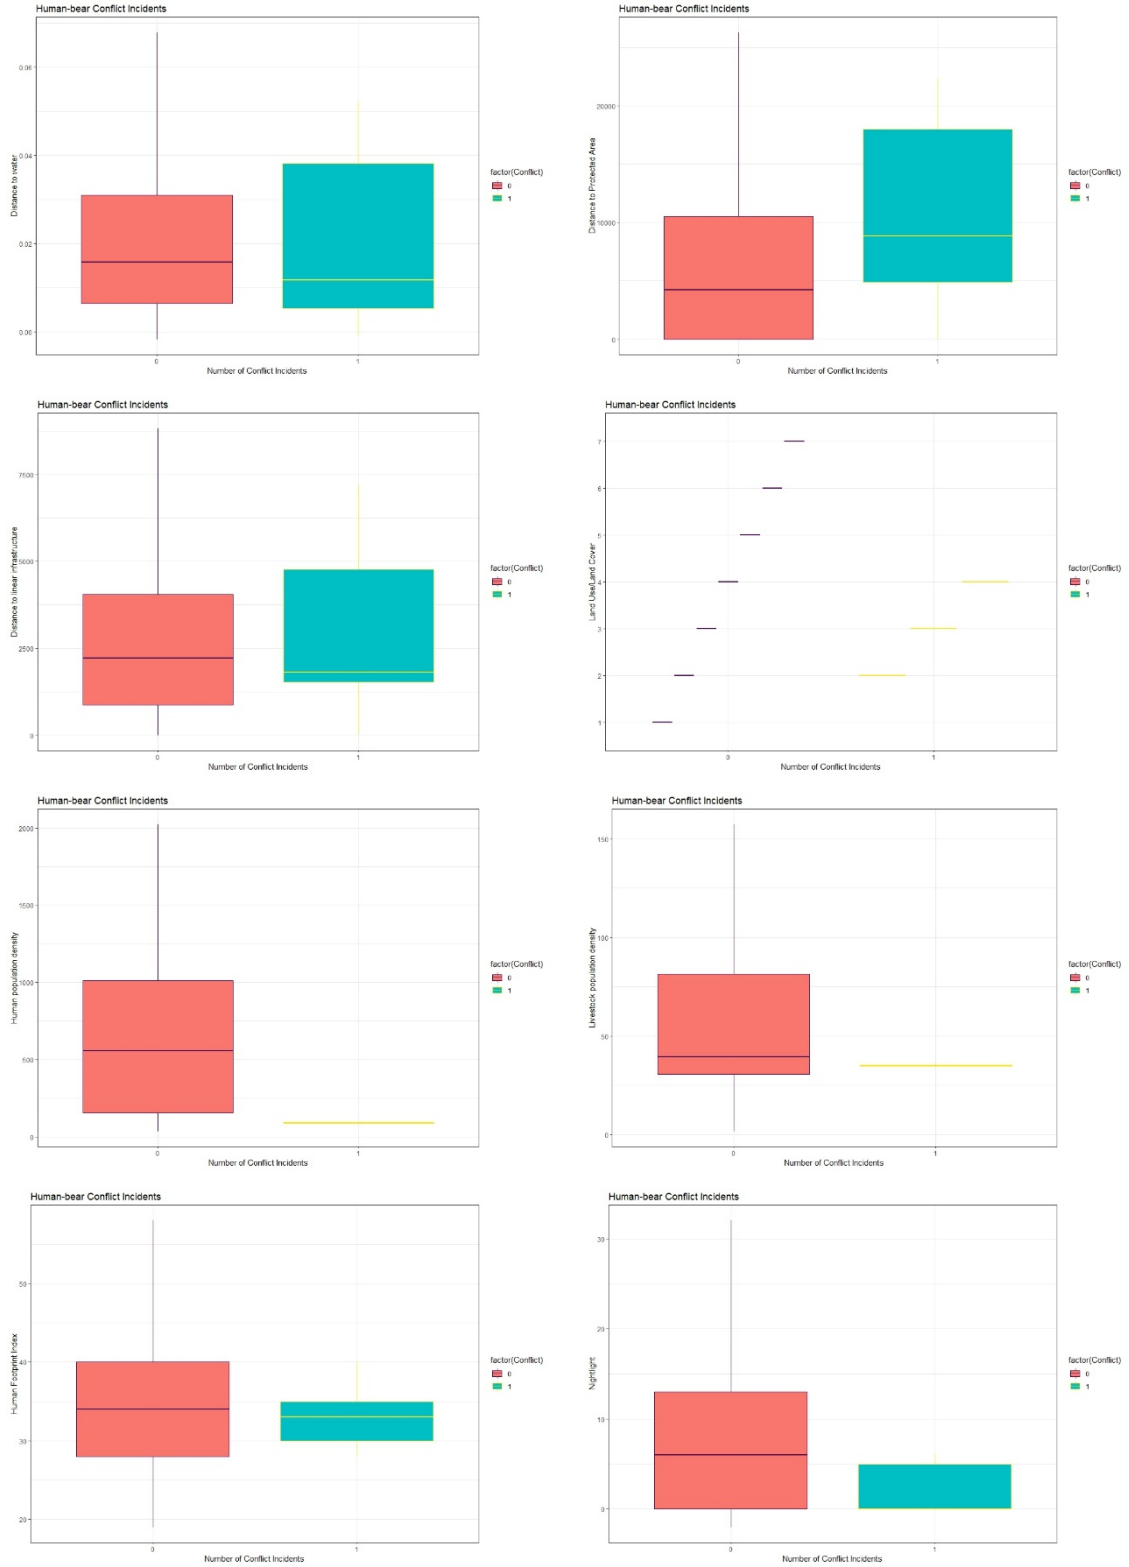 Human-bear Conflict Incidents
Distance to water
0.06
0.04
0.02
0.00
0
1
Number of Conflict Incidents
factor(Conflict)
0
1
Human-bear Conflict Incidents
Distance to Protected Area
20000
10000
0
0
1
Number of Conflict Incidents
factor(Conflict)
0
1
Human-bear Conflict Incidents
Distance to linear infrastructure
7500
5000
2500
0
0
1
Number of Conflict Incidents
factor(Conflict)
0
1
Human-bear Conflict Incidents
Land Use/Land Cover
7
6
5
4
3
2
1
0
1
Number of Conflict Incidents
factor(Conflict)
0
1
Human-bear Conflict Incidents
Human population density
2000
1500
1000
500
0
0
1
Number of Conflict Incidents
factor(Conflict)
0
1
Human-bear Conflict Incidents
Livestock population density
150
100
50
0
0
1
Number of Conflict Incidents
factor(Conflict)
0
1
Human-bear Conflict Incidents
Human Footprint Index
50
40
30
20
0
1
Number of Conflict Incidents
factor(Conflict)
0
1
Human-bear Conflict Incidents
Nightlight
30
20
10
0
0
1
Number of Conflict Incidents
factor(Conflict)
0
1